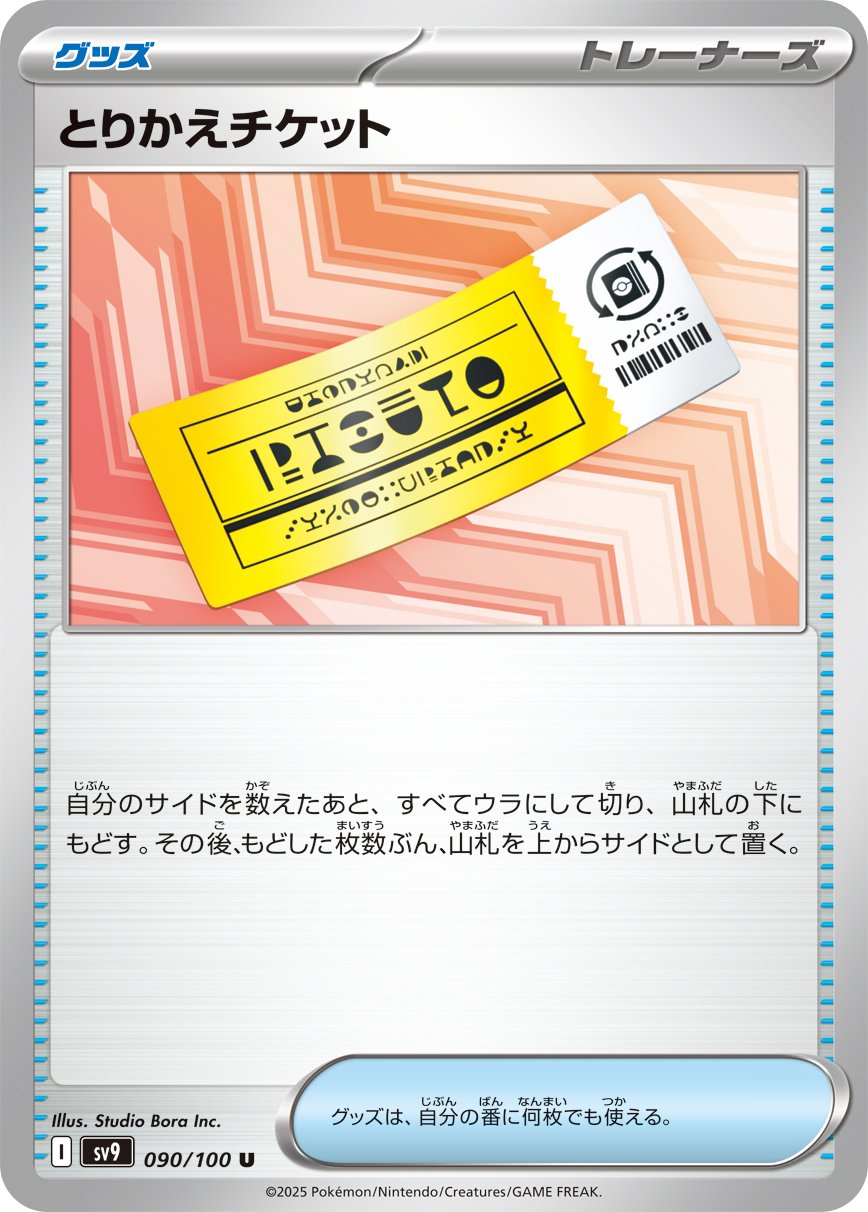 グッズ
トレーナーズ
とりかえチケット
自分のサイドを数えたあと、すべてウラにして切り、山札の下に
もどす。その後、もどした枚数ぶん、山札を上からサイドとして置く。
グッズは、自分の番に何枚でも使える。
Illus. Studio Bora Inc.
I sv9 090/100 U
©2025 Pokémon/Nintendo/Creatures/GAME FREAK.